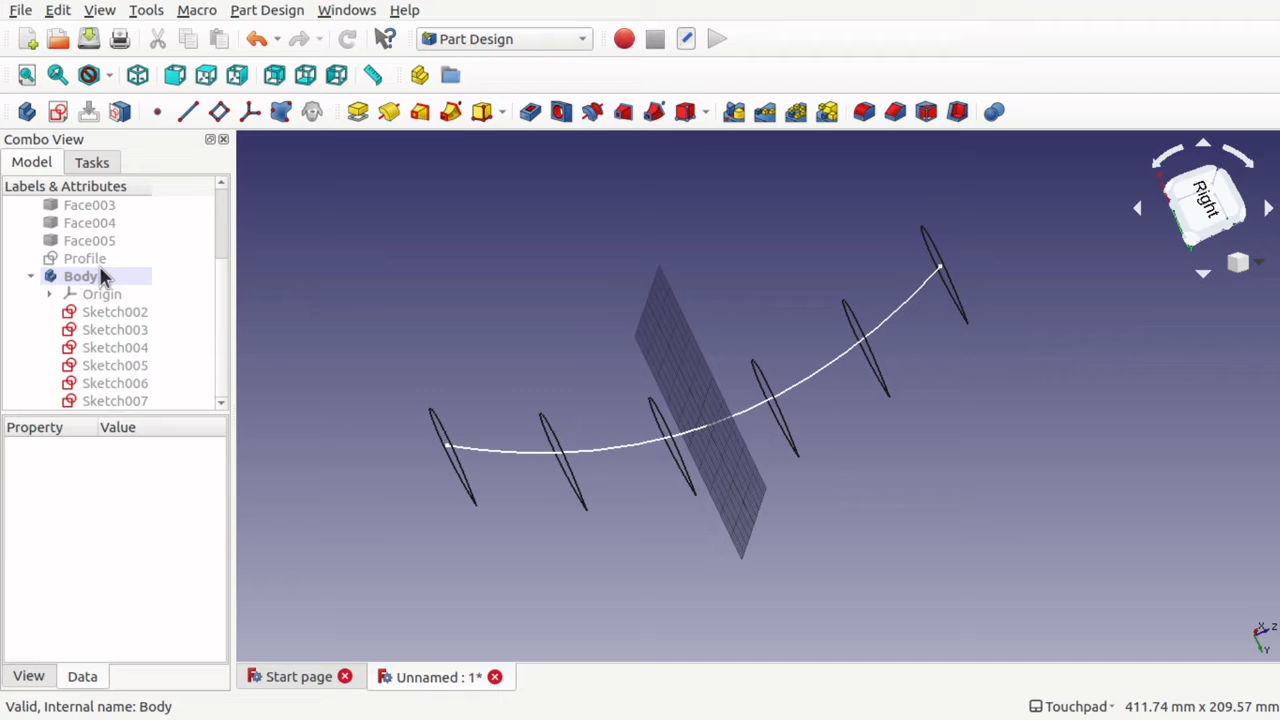 File Edit View Tools Macro Part Design Windows Help
Part Design
Combo View
Model Tasks
Labels & Attributes
Face003
Face004
Face005
Profile
Body
Origin
Sketch002
Sketch003
Sketch004
Sketch005
Sketch006
Sketch007
Property Value
Right
X Z
Y
View Data
Start page Unnamed : 1*
Valid, Internal name: Body Touchpad 411.74 mm x 209.57 mm